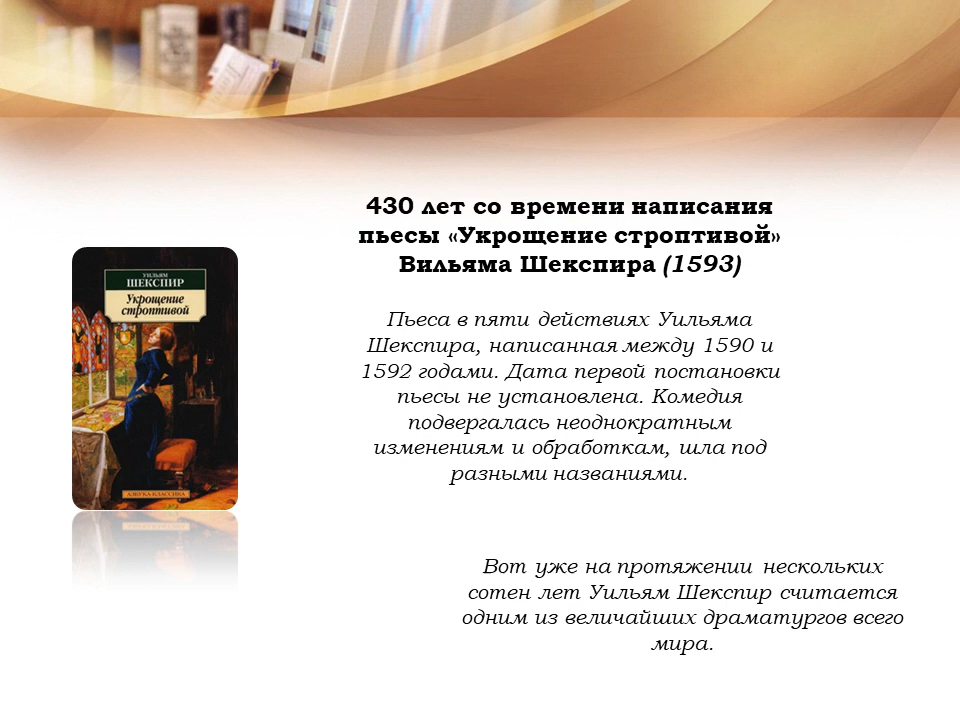 430 лет со времени написания
пьесы «Укрощение строптивой»
Вильяма Шекспира (1593)
УИЛЬЯМ
ШЕКСПИР
Укрощение
строптивой
АЗБУКА-КЛАССИКА
Пьеса в пяти действиях Уильяма
Шекспира, написанная между 1590 и
1592 годами. Дата первой постановки
пьесы не установлена. Комедия
подвергалась неоднократным
изменениям и обработкам, шла под
разными названиями.
Вот уже на протяжении нескольких
сотен лет Уильям Шекспир считается
одним из величайших драматургов всего
мира.